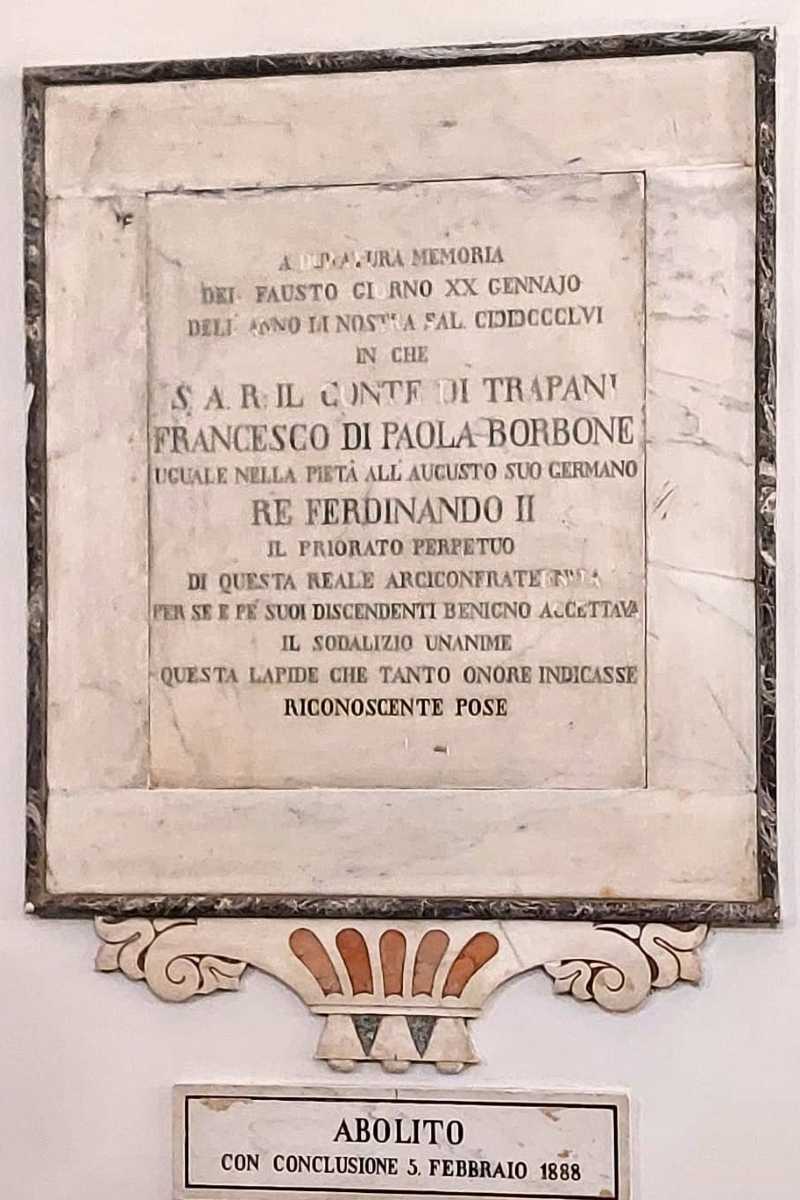 A MEMORIA
DEL FAUSTO GIORNO XX GENNAJO
DELL' ANNO DI NOSTRA SAL. CIƆIƆCCCLVI
IN CHE
S. A. R. IL CONTE DI TRAPANI
FRANCESCO DI PAOLA BORBONE
UGUALE NELLA PIETÀ ALL' AUGUSTO SUO GERMANO
RE FERDINANDO II
IL PRIORATO PERPETUO
DI QUESTA REALE ARCICONFRATERNITA
PER SE E PE' SUOI DISCENDENTI BENIGNO ACCETTAVA
IL SODALIZIO UNANIME
QUESTA LAPIDE CHE TANTO ONORE INDICASSE
RICONOSCENTE POSE
ABOLITO
CON CONCLUSIONE 5. FEBBRAIO 1888